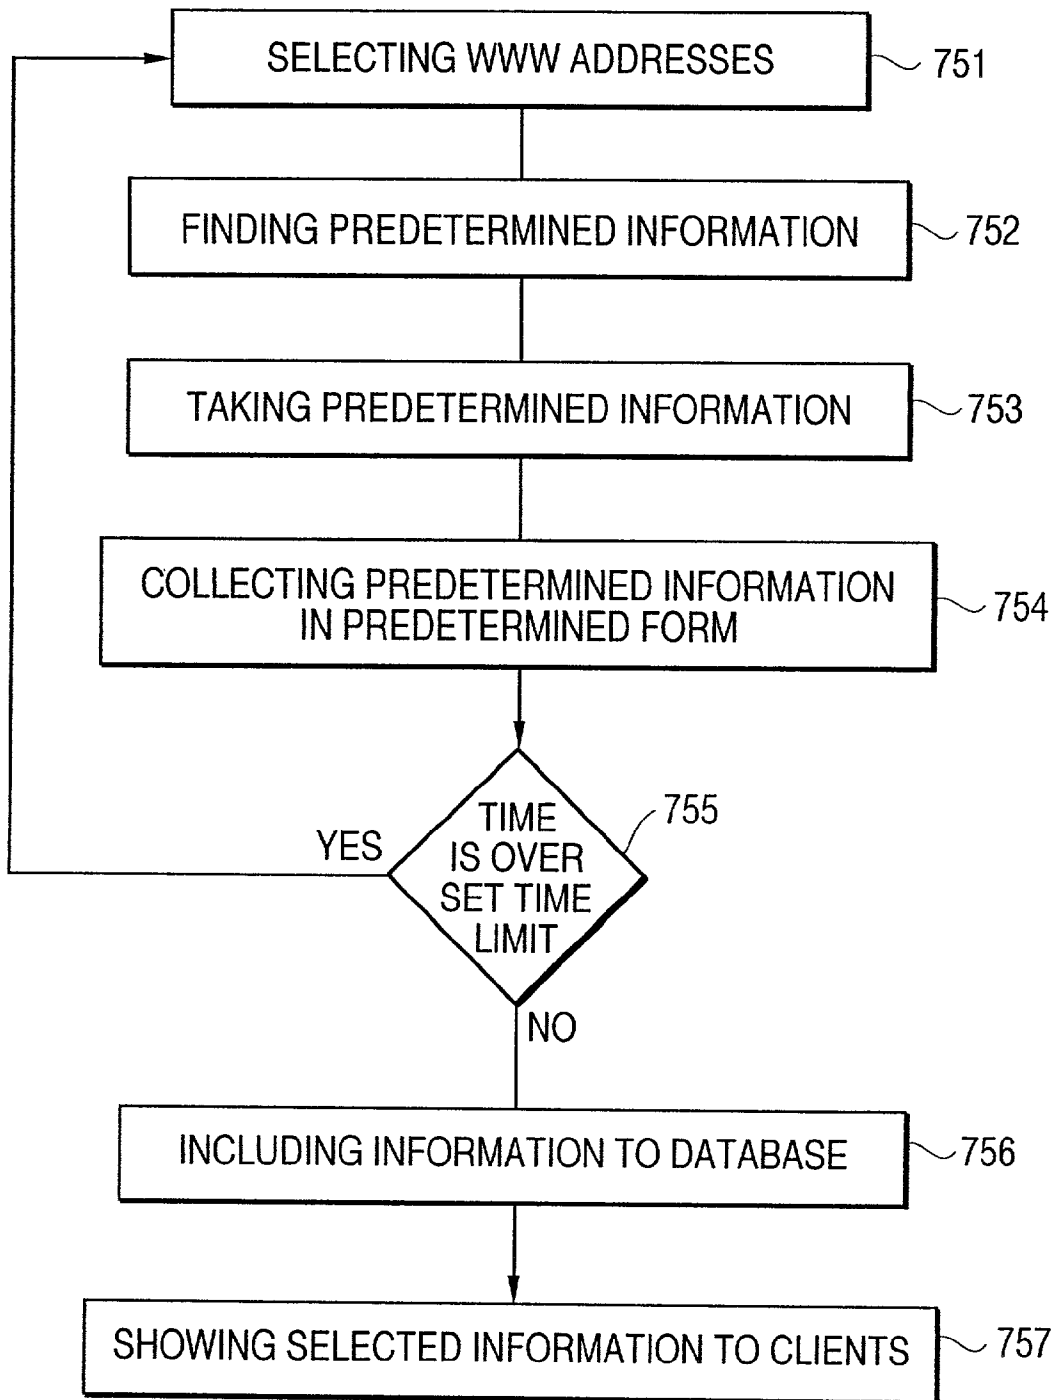 SELECTING WWW ADDRESSES
751
FINDING PREDETERMINED INFORMATION
752
TAKING PREDETERMINED INFORMATION
753
COLLECTING PREDETERMINED INFORMATION
IN PREDETERMINED FORM
754
TIME
IS OVER
SET TIME
LIMIT
755
YES
NO
INCLUDING INFORMATION TO DATABASE
756
SHOWING SELECTED INFORMATION TO CLIENTS
757